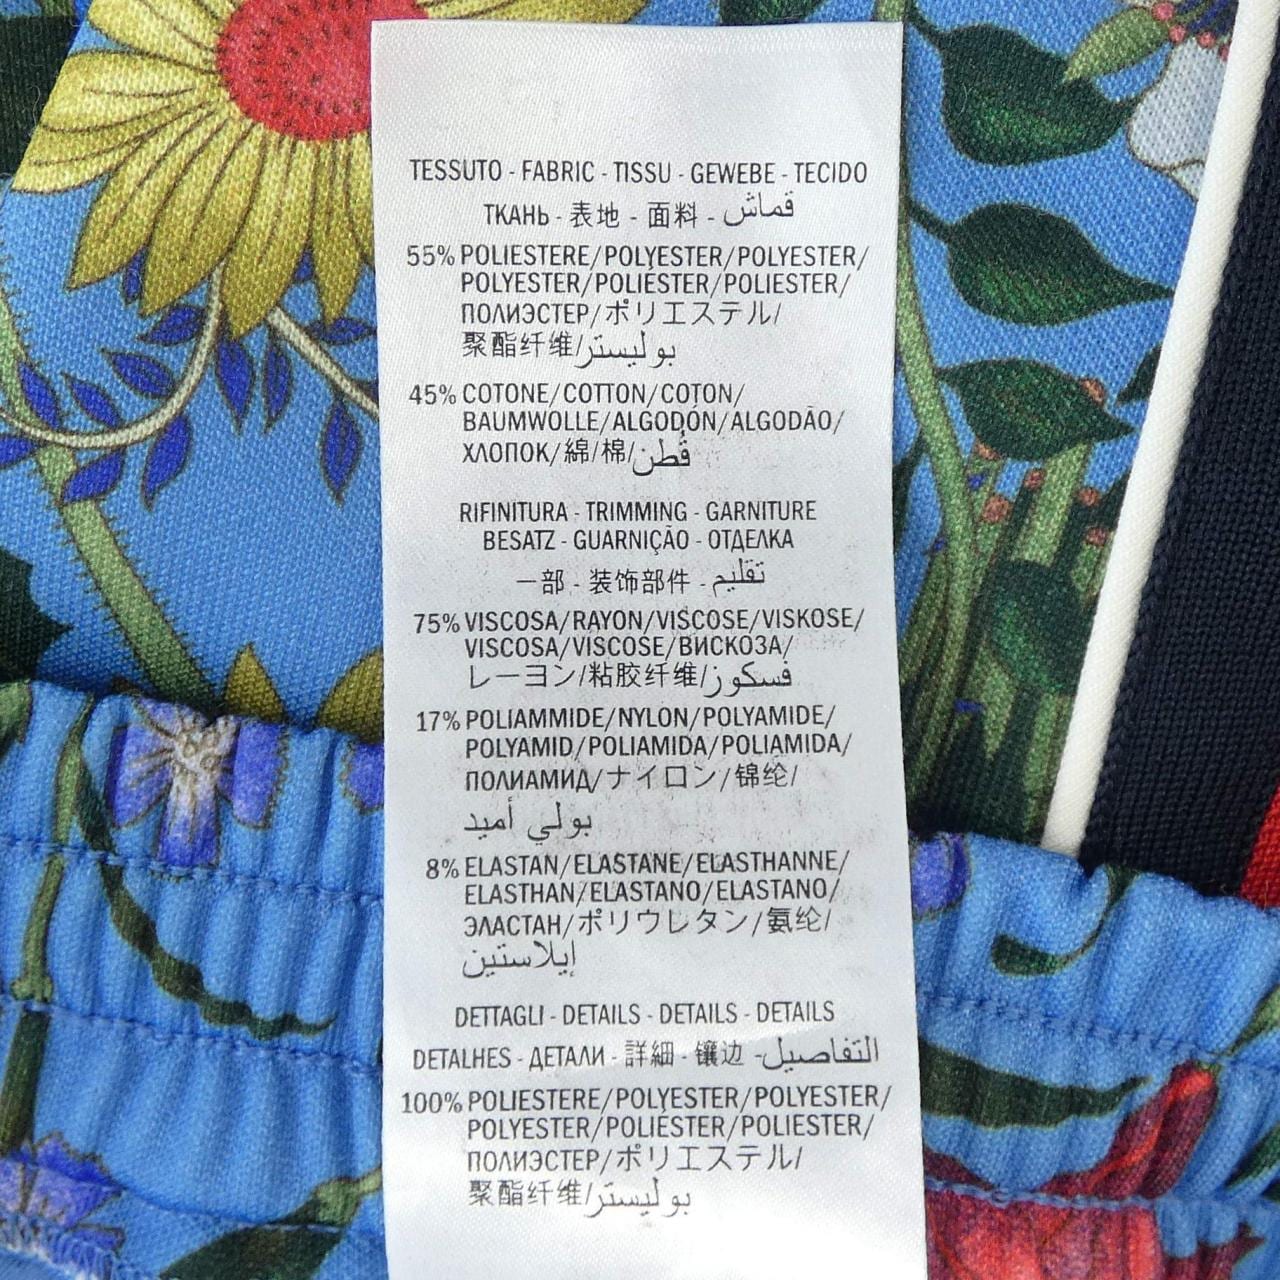 TESSUTO - FABRIC - TISSU - GEWEBE - TECIDO
ТКАНЬ - 表地 - 面料 - قماش
55% POLIESTERE/POLYESTER/POLYESTER/
POLYESTER/POLIÉSTER/POLIESTER/
ПОЛИЭСТЕР/ポリエステル/
聚酯纤维/بوليستر
45% COTONE/COTTON/COTON/
BAUMWOLLE/ALGODÓN/ALGODÃO/
ХЛОПОК/綿/棉/قُطن
RIFINITURA - TRIMMING - GARNITURE
BESATZ - GUARNIÇÃO - ОТДЕЛКА
一部 - 装饰部件 - تقليم
75% VISCOSA/RAYON/VISCOSE/VISKOSE/
VISCOSA/VISCOSE/ВИСКОЗА/
レーヨン/粘胶纤维/فسكوز
17% POLIAMMIDE/NYLON/POLYAMIDE/
POLYAMID/POLIAMIDA/POLIAMIDA/
ПОЛИАМИД/ナイロン/锦纶/
بولي أميد
8% ELASTAN/ELASTANE/ELASTHANNE/
ELASTHAN/ELASTANO/ELASTANO/
ЭЛАСТАН/ポリウレタン/氨纶/
إيلاستين
DETTAGLI - DETAILS - DETAILS - DETAILS
DETALHES - ДЕТАЛИ - 詳細 - 镶边 - التفاصيل
100% POLIESTERE/POLYESTER/POLYESTER/
POLYESTER/POLIÉSTER/POLIESTER/
ПОЛИЭСТЕР/ポリエステル/
聚酯纤维/بوليستر